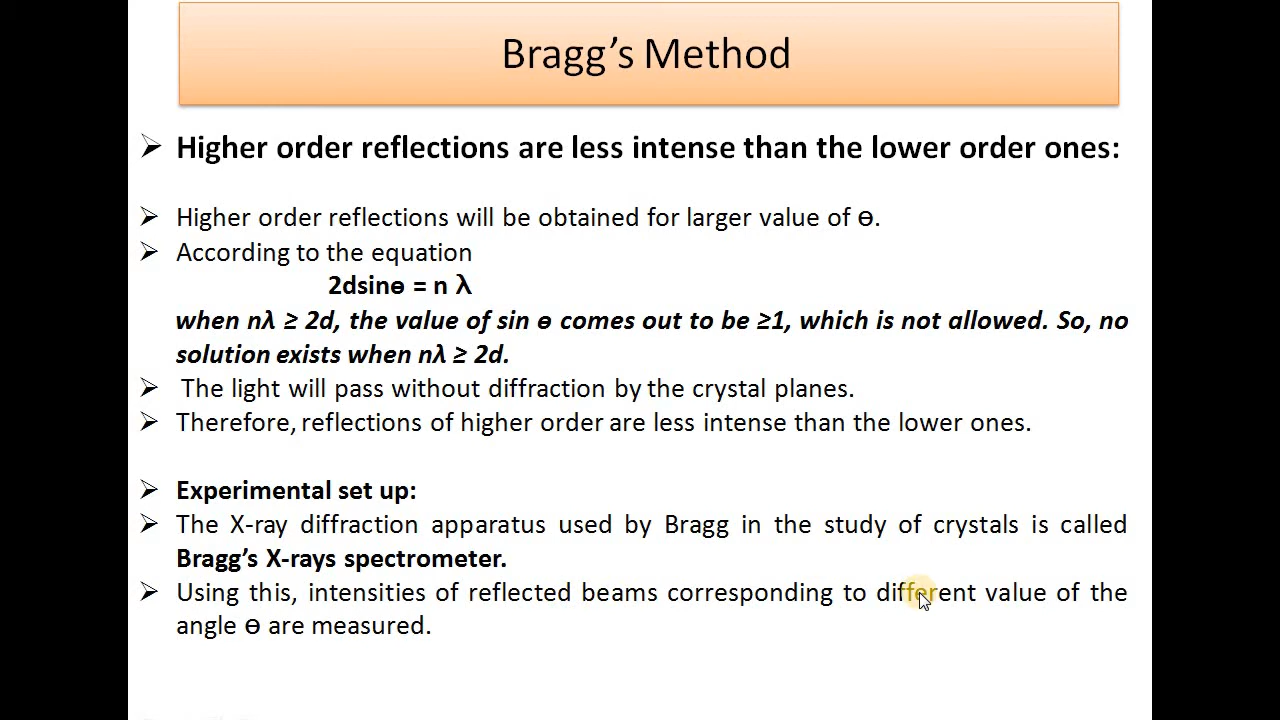 Bragg's Method
➢ Higher order reflections are less intense than the lower order ones:
➢ Higher order reflections will be obtained for larger value of ө.
➢ According to the equation
2dsinө = n λ
when nλ ≥ 2d, the value of sin ө comes out to be ≥1, which is not allowed. So, no
solution exists when nλ ≥ 2d.
➢ The light will pass without diffraction by the crystal planes.
➢ Therefore, reflections of higher order are less intense than the lower ones.
➢ Experimental set up:
➢ The X-ray diffraction apparatus used by Bragg in the study of crystals is called
Bragg's X-rays spectrometer.
➢ Using this, intensities of reflected beams corresponding to different value of the
angle ө are measured.